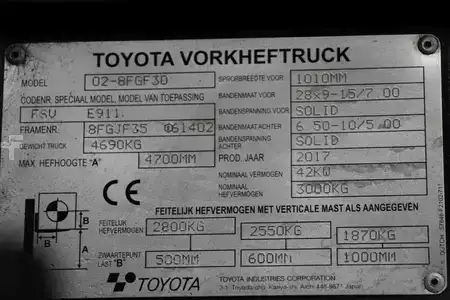 TOYOTA VORKHEFTRUCK
MODEL 02-8FGF30 SPOORBREEDTE VOOR 1010MM
CODENR. SPECIAAL MODEL, MODEL VAN TOEPASSING BANDENMAAT VOOR 28×9-15/7.00
FSV E911 BANDENSPANNING VOOR SOLID
FRAMENR. 8FGJF35 61402 BANDENMAAT ACHTER 6.50-10/5.00
GEWICHT TRUCK 4690KG BANDENSPANNING ACHTER SOLID
MAX. HEFHOOGTE "A" 4700MM PROD. JAAR 2017
NOMINAAL VERMOGEN 42KW
NOMINAAL HEFVERMOGEN 3000KG
CE
FEITELIJK HEFVERMOGEN MET VERTICALE MAST ALS AANGEGEVEN
FEITELIJK HEFVERMOGEN 2800KG 2550KG 1870KG
ZWAARTEPUNT LAST "B" 500MM 600MM 1000MM
B
B
A
TOYOTA TOYOTA INDUSTRIES CORPORATION